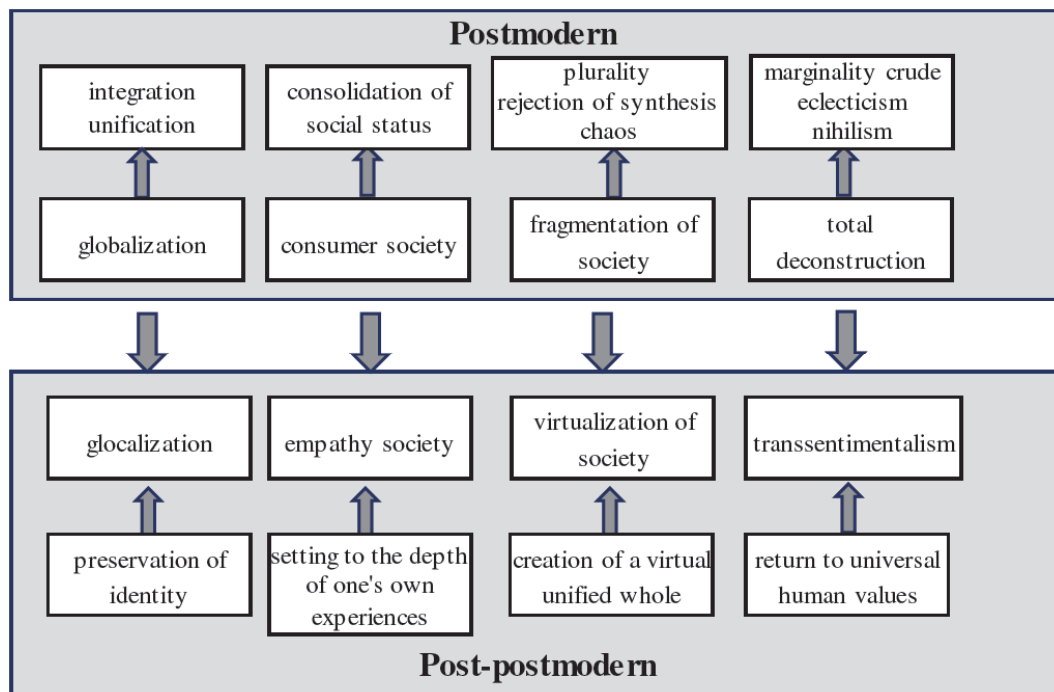 Postmodern
integration
unification
consolidation of
social status
plurality
rejection of synthesis
chaos
marginality crude
eclecticism
nihilism
globalization
consumer society
fragmentation of
society
total
deconstruction
glocalization
empathy society
virtualization of
society
transsentimentalism
preservation of
identity
setting to the depth
of one's own
experiences
creation of a virtual
unified whole
return to universal
human values
Post-postmodern